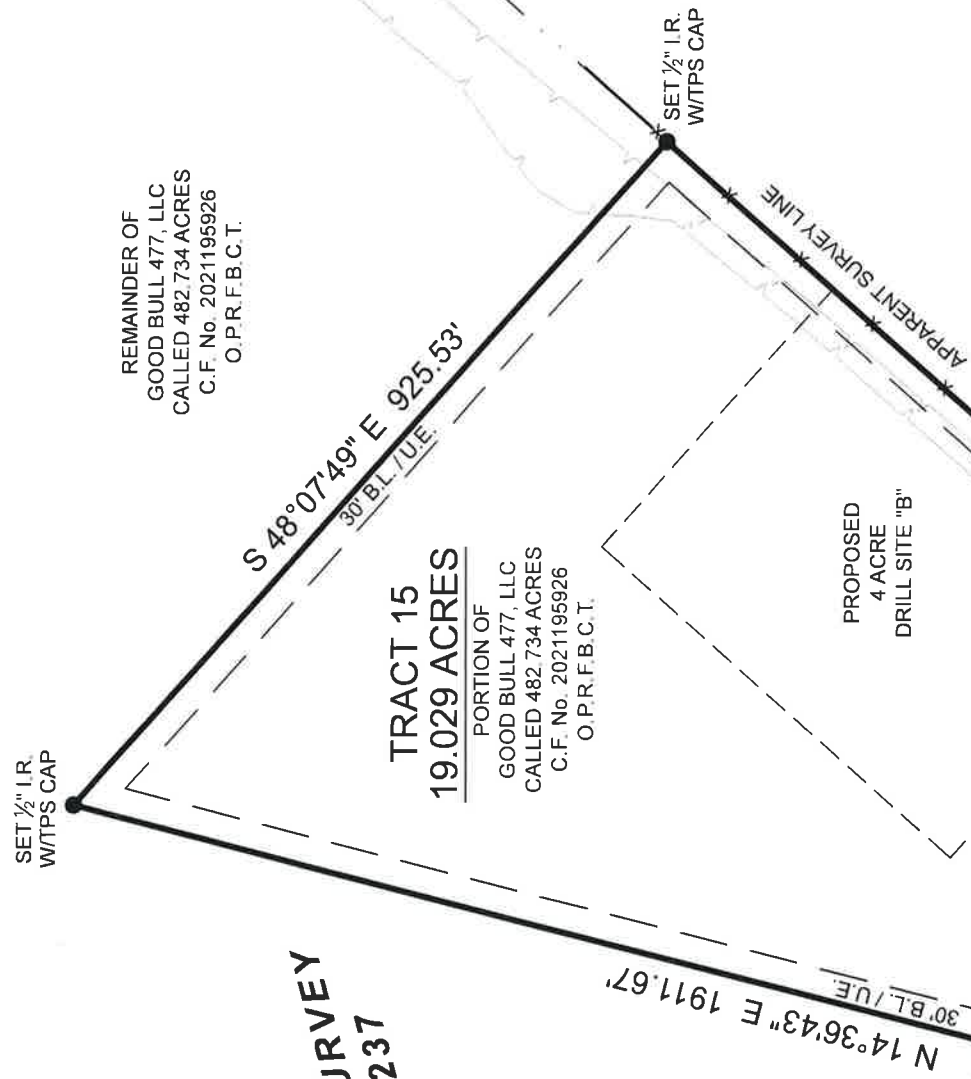 REMAINDER OF
GOOD BULL 477, LLC
CALLED 482.734 ACRES
C.F. No. 2021195926
O.P.R.F.B.C.T.
SET ½" I.R.
W/TPS CAP
S 48°07'49" E 925.53'
30' B.L. / U.E.
APPARENT SURVEY LINE
SET ½" I.R.
W/TPS CAP
TRACT 15
19.029 ACRES
PORTION OF
GOOD BULL 477, LLC
CALLED 482.734 ACRES
C.F. No. 2021195926
O.P.R.F.B.C.T.
PROPOSED
4 ACRE
DRILL SITE "B"
N 14°36'43" E 1911.67'
30' B.L. / U.E.
URVEY
237